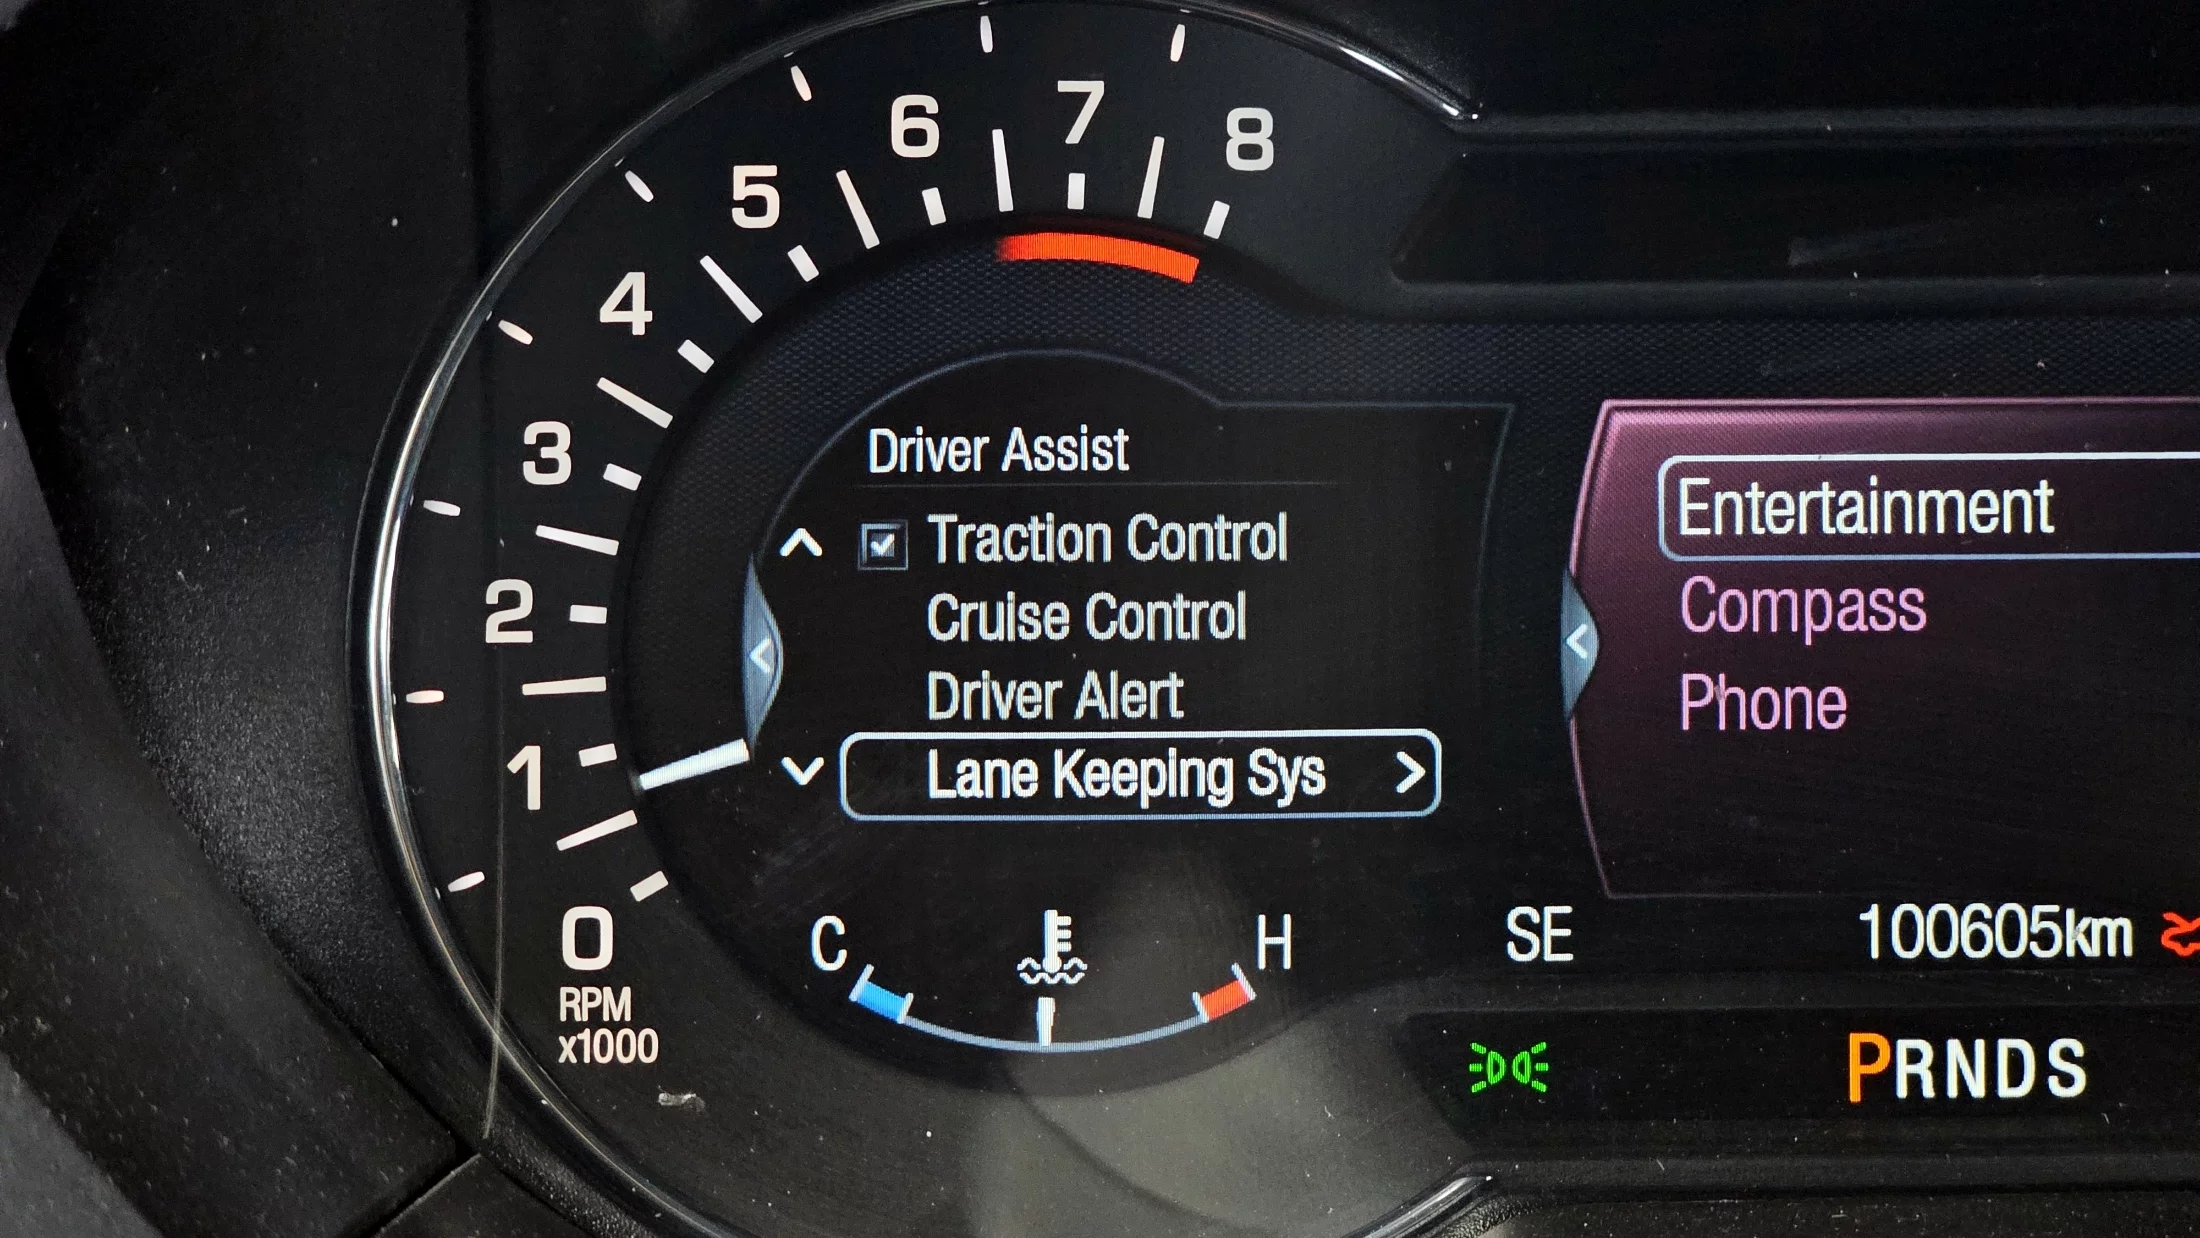 8
7
6
5
4
3
2
1
0
RPM
x1000
Driver Assist
Traction Control
Cruise Control
Driver Alert
Lane Keeping Sys
C
H
Entertainment
Compass
Phone
SE
100605km
PRNDS